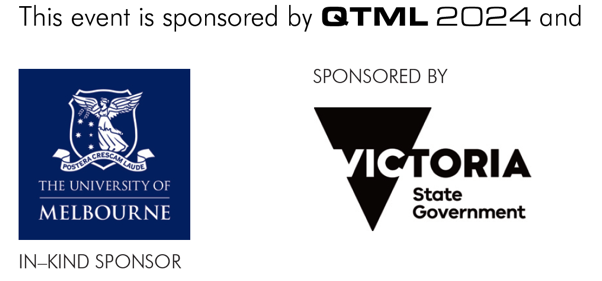 This event is sponsored by QTML 2024 and
SPONSORED BY
POSTERA CRESCAM LAUDE
THE UNIVERSITY OF
MELBOURNE
IN–KIND SPONSOR
VICTORIA
State
Government